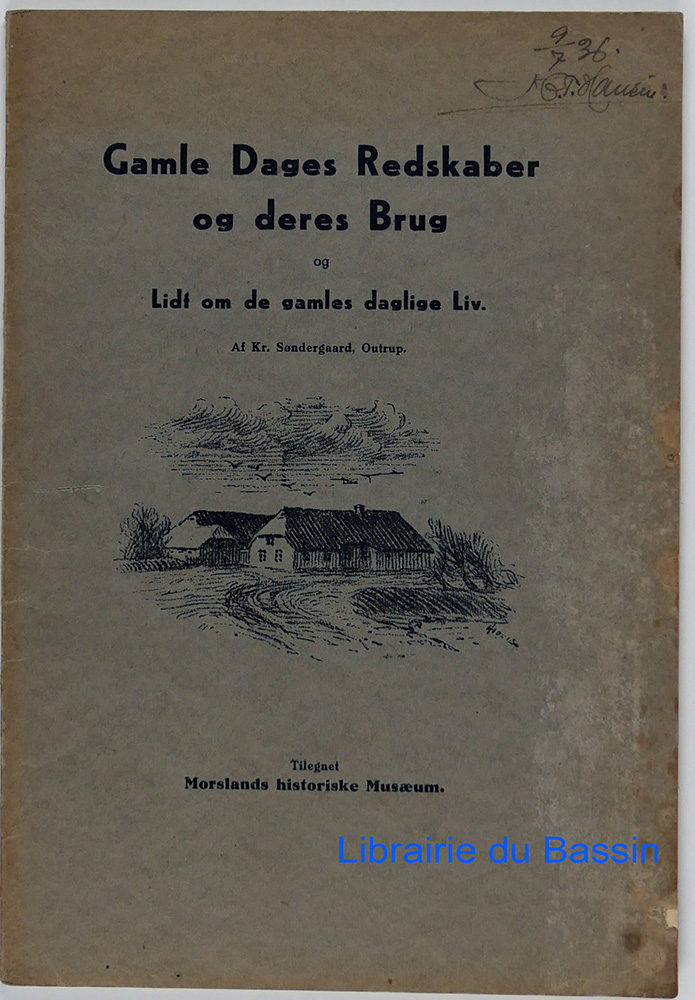 9/7 36.
Gamle Dages Redskaber
og deres Brug
og
Lidt om de gamles daglige Liv.
Af Kr. Søndergaard, Outrup.
Tilegnet
Morslands historiske Musæum.
Librairie du Bassin